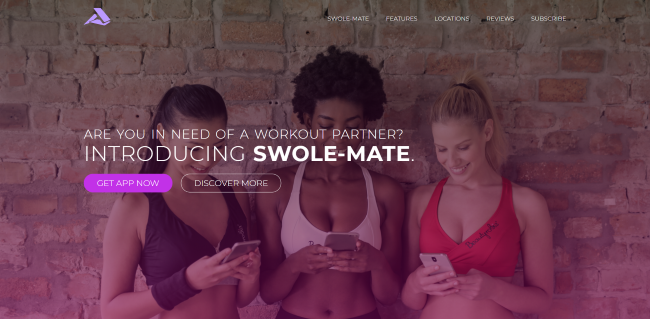 SWOLE-MATE FEATURES LOCATIONS REVIEWS SUBSCRIBE
ARE YOU IN NEED OF A WORKOUT PARTNER?
INTRODUCING SWOLE-MATE.
GET APP NOW DISCOVER MORE